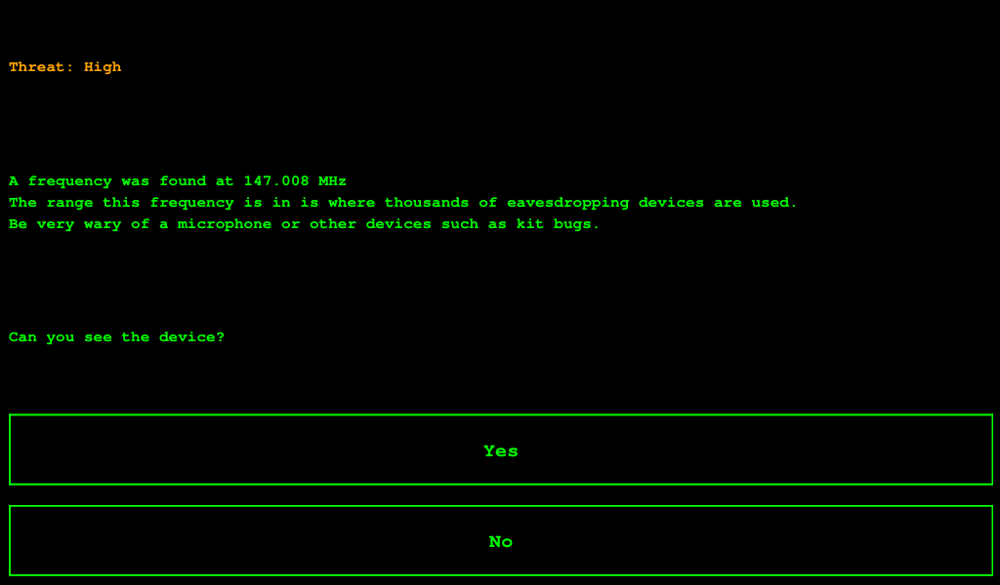 Threat: High
A frequency was found at 147.008 MHz
The range this frequency is in is where thousands of eavesdropping devices are used.
Be very wary of a microphone or other devices such as kit bugs.
Can you see the device?
Yes
No